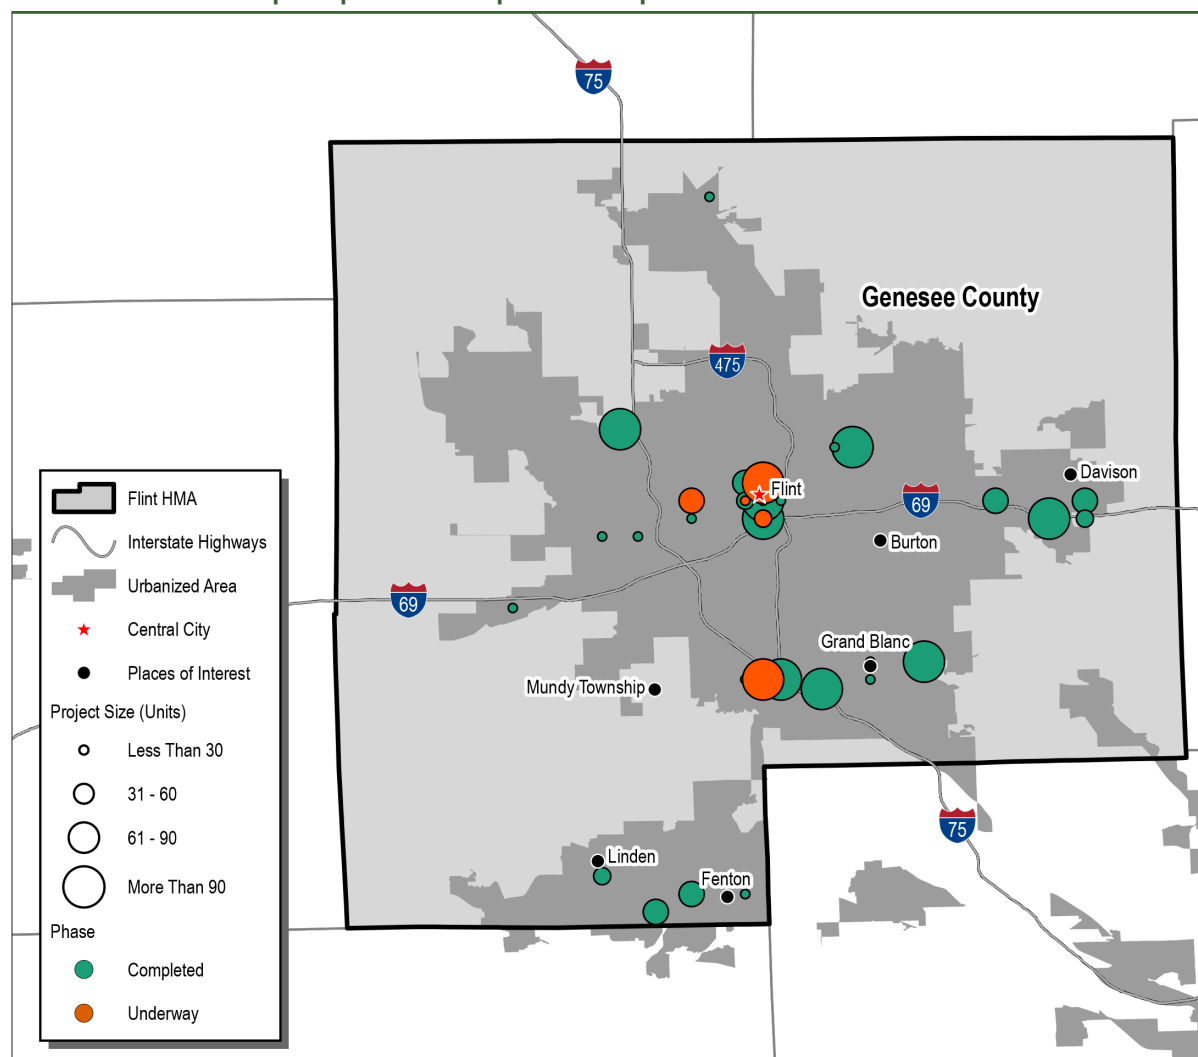 75
Genesee County
475
Davison
Flint
69
Burton
69
Grand Blanc
Mundy Township
75
Linden
Fenton
Flint HMA
Interstate Highways
Urbanized Area
Central City
Places of Interest
Project Size (Units)
Less Than 30
31 - 60
61 - 90
More Than 90
Phase
Completed
Underway